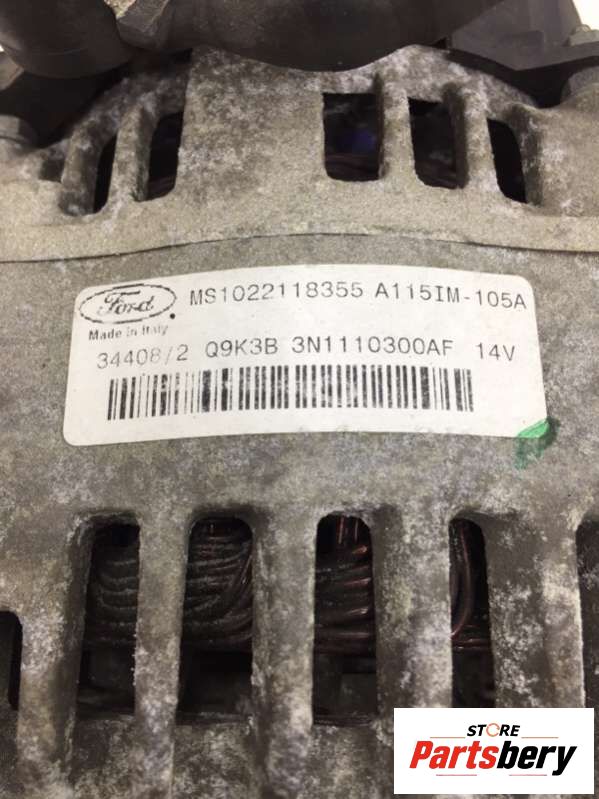 Ford MS1022118355 A115IM-105A
Made in Italy
34408/2 Q9K3B 3N1110300AF 14V
STORE
Partsbery